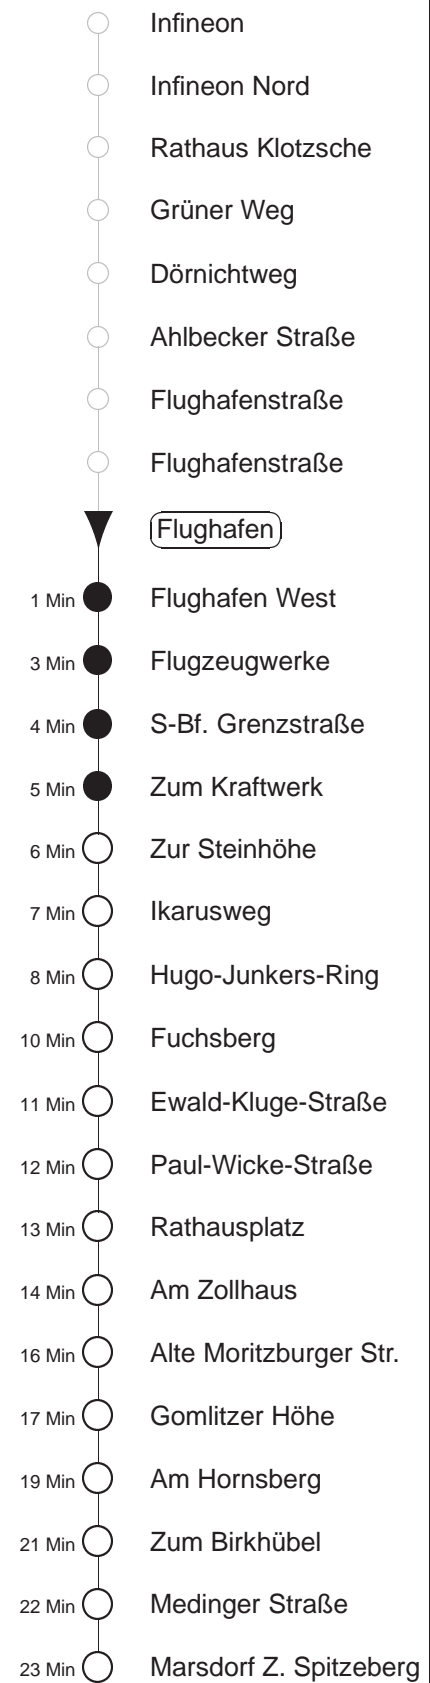 Infineon
Infineon Nord
Rathaus Klotzsche
Grüner Weg
Dörnichtweg
Ahlbecker Straße
Flughafenstraße
Flughafenstraße
Flughafen
1 Min Flughafen West
3 Min Flugzeugwerke
4 Min S-Bf. Grenzstraße
5 Min Zum Kraftwerk
6 Min Zur Steinhöhe
7 Min Ikarusweg
8 Min Hugo-Junkers-Ring
10 Min Fuchsberg
11 Min Ewald-Kluge-Straße
12 Min Paul-Wicke-Straße
13 Min Rathausplatz
14 Min Am Zollhaus
16 Min Alte Moritzburger Str.
17 Min Gomlitzer Höhe
19 Min Am Hornsberg
21 Min Zum Birkhübel
22 Min Medinger Straße
23 Min Marsdorf Z. Spitzeberg